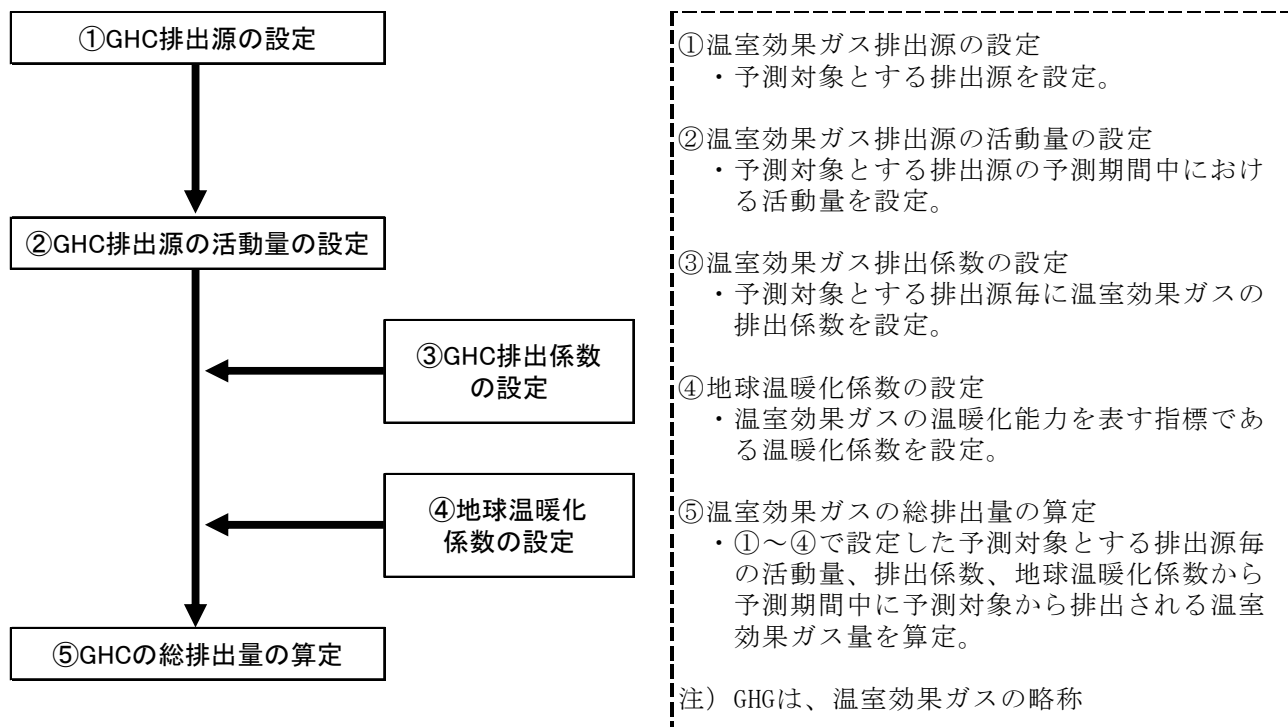 ①GHC排出源の設定
②GHC排出源の活動量の設定
③GHC排出係数
の設定
④地球温暖化
係数の設定
⑤GHCの総排出量の算定
①温室効果ガス排出源の設定
・予測対象とする排出源を設定。
②温室効果ガス排出源の活動量の設定
・予測対象とする排出源の予測期間中におけ
る活動量を設定。
③温室効果ガス排出係数の設定
・予測対象とする排出源毎に温室効果ガスの
排出係数を設定。
④地球温暖化係数の設定
・温室効果ガスの温暖化能力を表す指標であ
る温暖化係数を設定。
⑤温室効果ガスの総排出量の算定
・①～④で設定した予測対象とする排出源毎
の活動量、排出係数、地球温暖化係数から
予測期間中に予測対象から排出される温室
効果ガス量を算定。
注）GHGは、温室効果ガスの略称